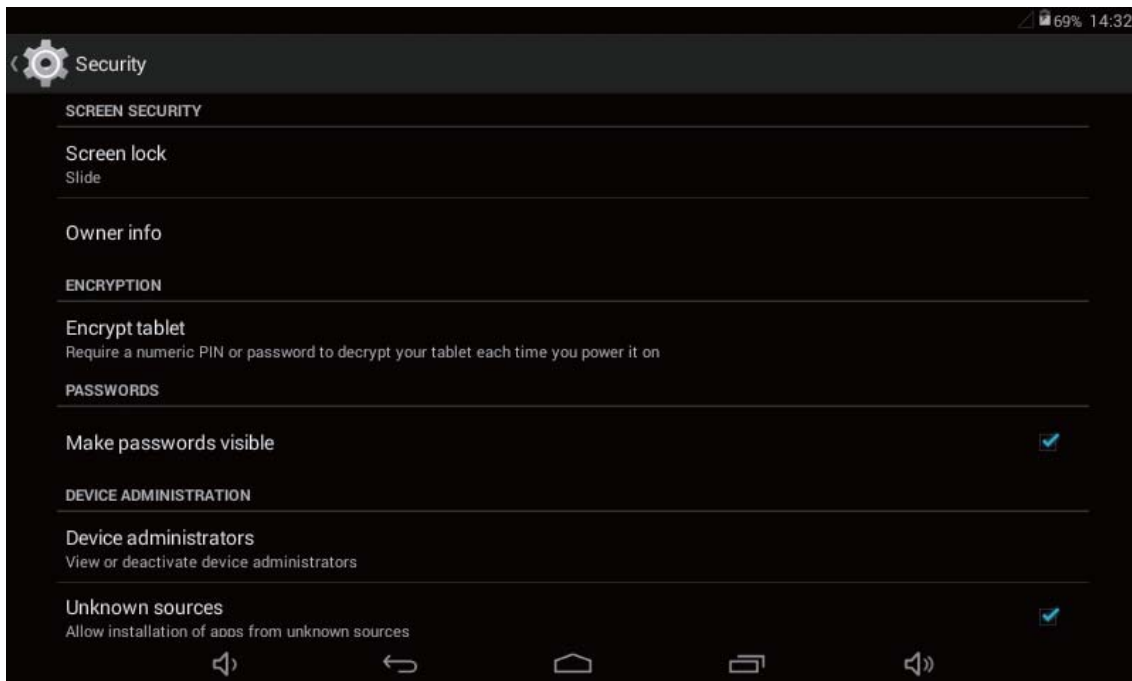 69% 14:32
Security
SCREEN SECURITY
Screen lock
Slide
Owner info
ENCRYPTION
Encrypt tablet
Require a numeric PIN or password to decrypt your tablet each time you power it on
PASSWORDS
Make passwords visible
DEVICE ADMINISTRATION
Device administrators
View or deactivate device administrators
Unknown sources
Allow installation of apps from unknown sources